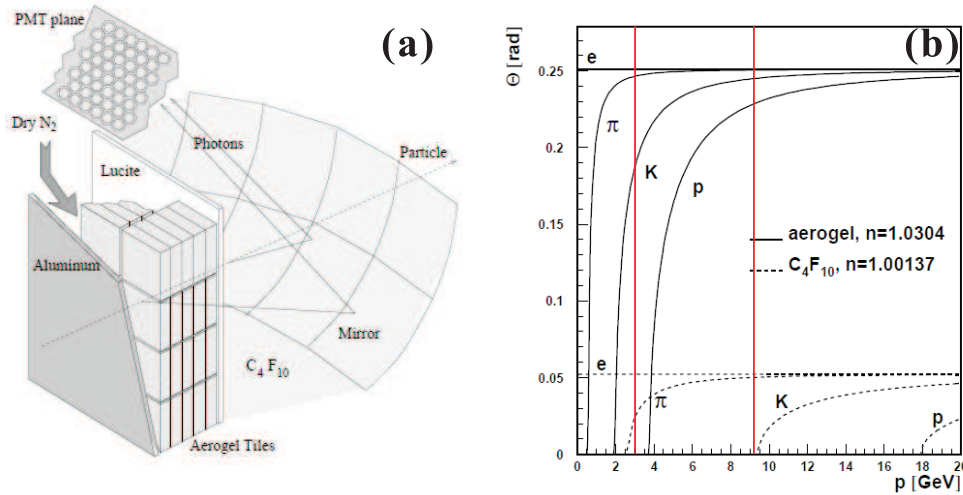 PMT plane
(a)
Dry N₂
Photons
Lucite
Particle
Aluminum
Mirror
C₄ F₁₀
Aerogel Tiles
(b)
Θ [rad]
e
0.25
π
0.2
K
p
0.15
aerogel, n=1.0304
C₄F₁₀, n=1.00137
0.1
e
0.05
π
K
p
0
0 2 4 6 8 10 12 14 16 18 20
p [GeV]